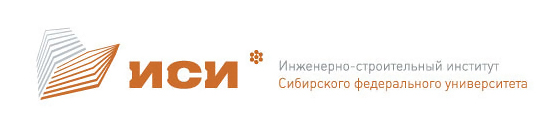 иси
Инженерно-строительный институт
Сибирского федерального университета